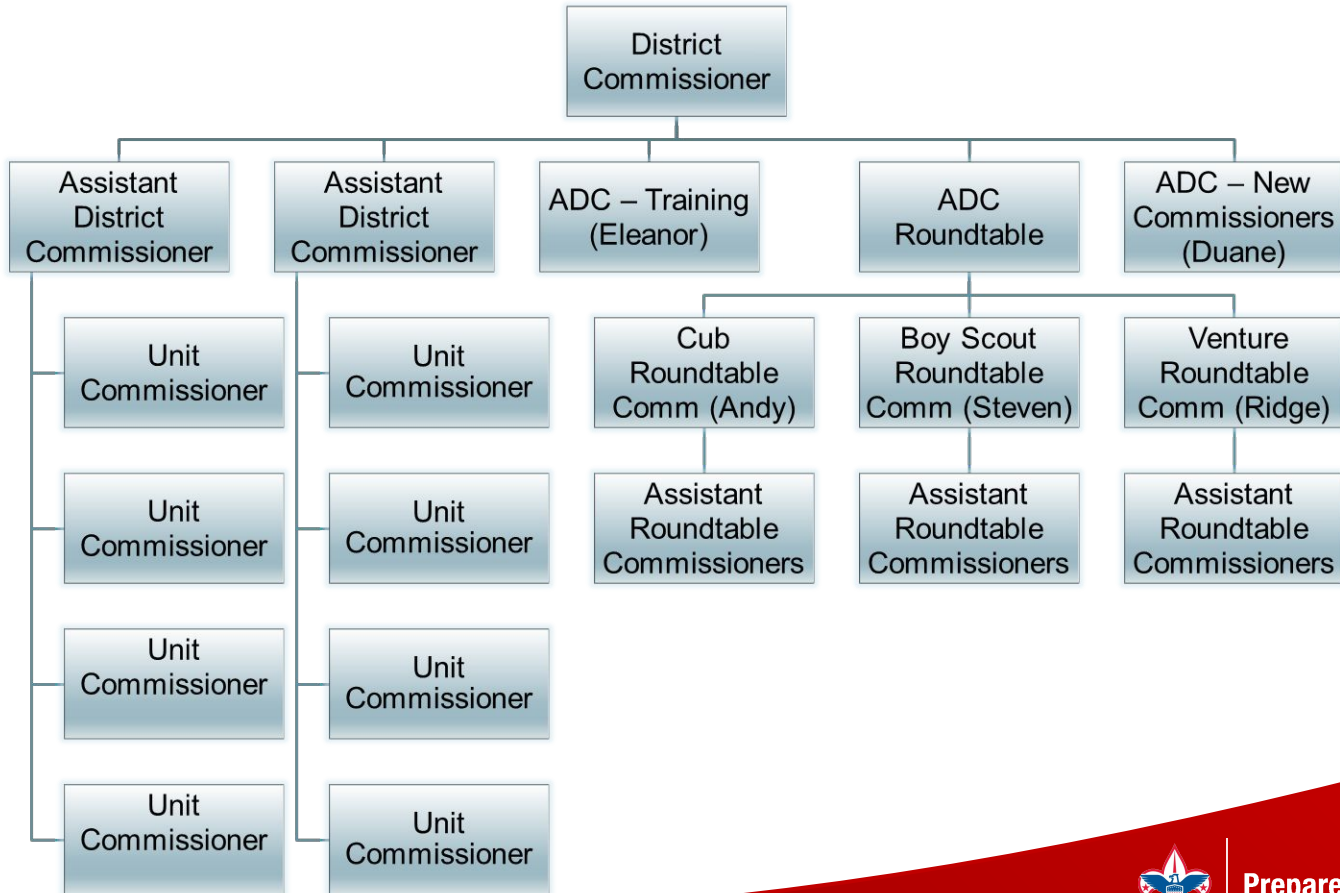 District
Commissioner
Assistant
District
Commissioner
Assistant
District
Commissioner
ADC – Training
(Eleanor)
ADC
Roundtable
ADC – New
Commissioners
(Duane)
Unit
Commissioner
Unit
Commissioner
Unit
Commissioner
Unit
Commissioner
Unit
Commissioner
Unit
Commissioner
Unit
Commissioner
Unit
Commissioner
Cub
Roundtable
Comm (Andy)
Boy Scout
Roundtable
Comm (Steven)
Venture
Roundtable
Comm (Ridge)
Assistant
Roundtable
Commissioners
Assistant
Roundtable
Commissioners
Assistant
Roundtable
Commissioners
Prepare